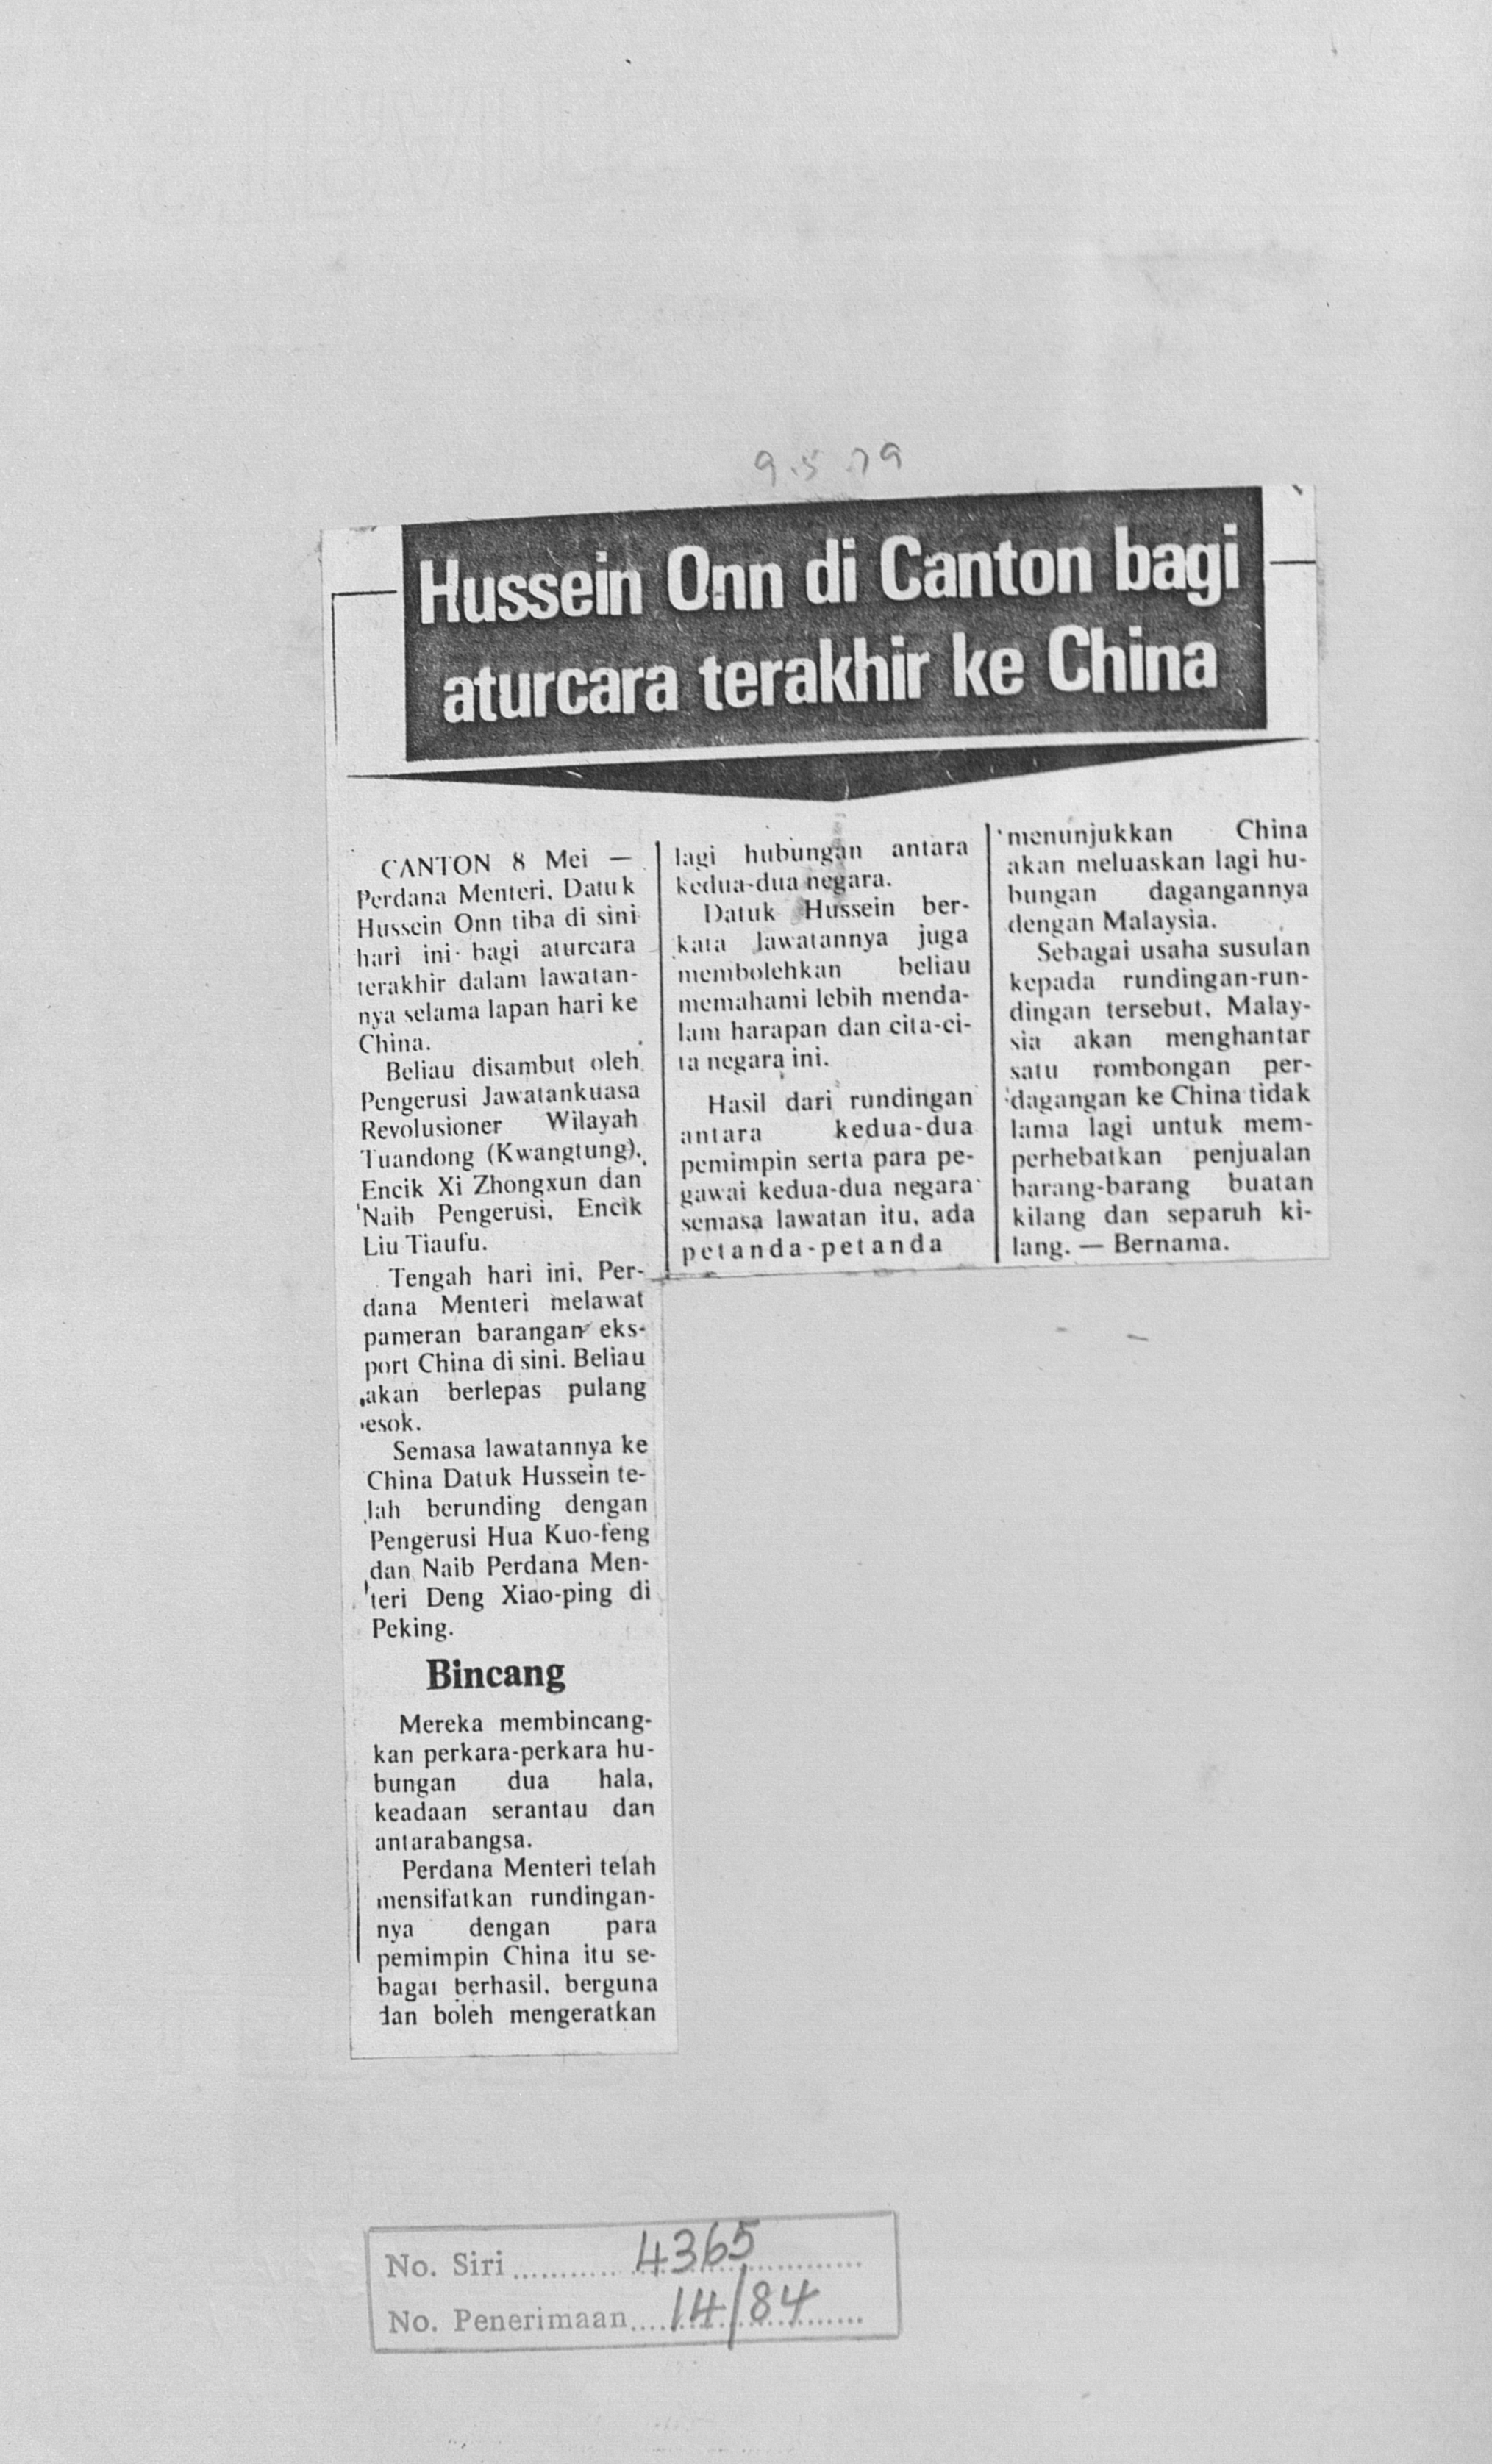 9.5.79
Hussein Onn di Canton bagi
aturcara terakhir ke China
CANTON 8 Mei —
Perdana Menteri, Datuk
Hussein Onn tiba di sini
hari ini bagi aturcara
terakhir dalam lawatan-
nya selama lapan hari ke
China.
Beliau disambut oleh
Pengerusi Jawatankuasa
Revolusioner Wilayah
Tuandong (Kwangtung),
Encik Xi Zhongxun dan
Naib Pengerusi, Encik
Liu Tiaufu.
Tengah hari ini, Per-
dana Menteri melawat
pameran barangan eks-
port China di sini. Beliau
akan berlepas pulang
esok.
Semasa lawatannya ke
China Datuk Hussein te-
lah berunding dengan
Pengerusi Hua Kuo-feng
dan Naib Perdana Men-
teri Deng Xiao-ping di
Peking.
Bincang
Mereka membincang-
kan perkara-perkara hu-
bungan dua hala,
keadaan serantau dan
antarabangsa.
Perdana Menteri telah
mensifatkan rundingan-
nya dengan para
pemimpin China itu se-
bagai berhasil, berguna
dan boleh mengeratkan
lagi hubungan antara
kedua-dua negara.
Datuk Hussein ber-
kata lawatannya juga
membolehkan beliau
memahami lebih menda-
lam harapan dan cita-ci-
ta negara ini.
Hasil dari rundingan
antara kedua-dua
pemimpin serta para pe-
gawai kedua-dua negara
semasa lawatan itu, ada
petanda-petanda
menunjukkan China
akan meluaskan lagi hu-
bungan dagangannya
dengan Malaysia.
Sebagai usaha susulan
kepada rundingan-run-
dingan tersebut, Malay-
sia akan menghantar
satu rombongan per-
dagangan ke China tidak
lama lagi untuk mem-
perhebatkan penjualan
barang-barang buatan
kilang dan separuh ki-
lang. — Bernama.
No. Siri 4365
No. Penerimaan 14/84